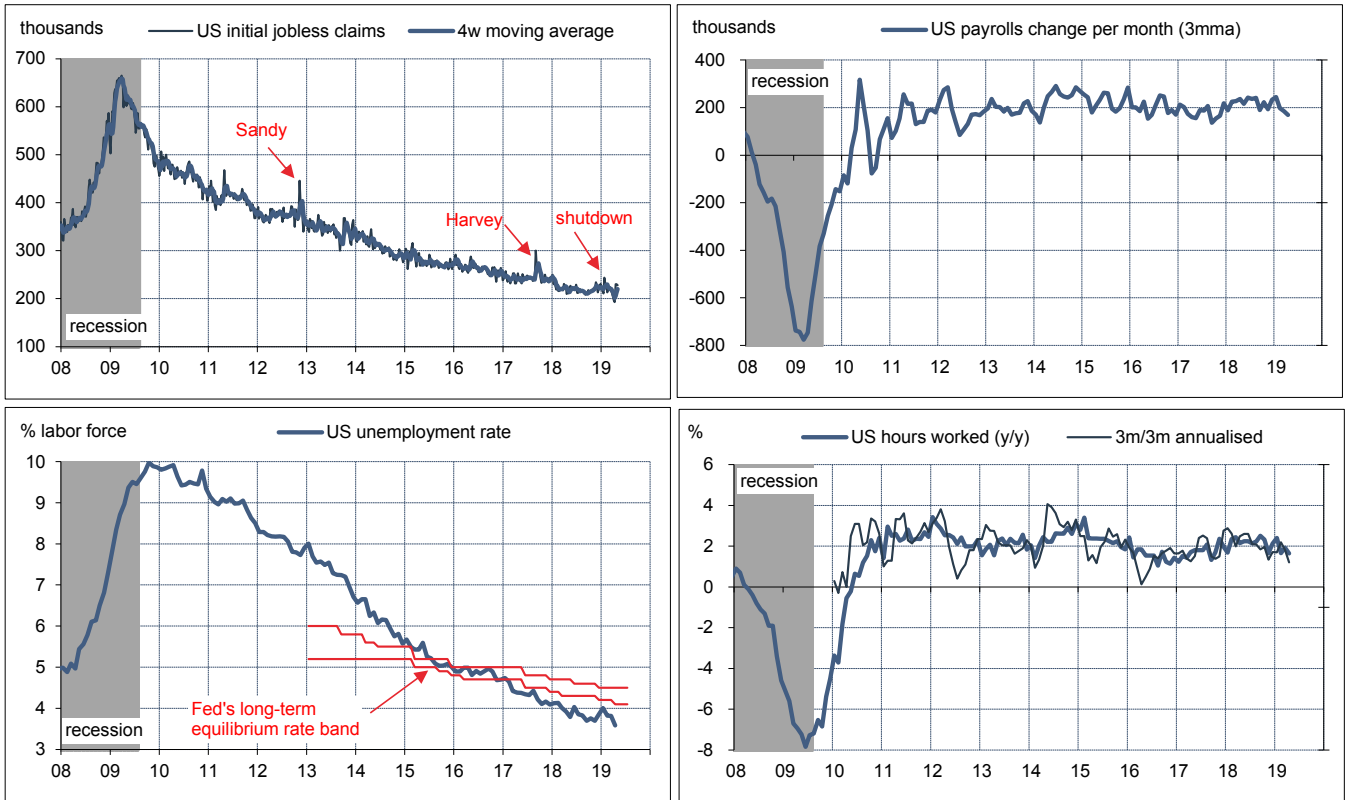 thousands
US initial jobless claims
4w moving average
700
600
500
400
300
200
100
Sandy
Harvey
shutdown
recession
08 09 10 11 12 13 14 15 16 17 18 19
thousands
US payrolls change per month (3mma)
400
200
0
-200
-400
-600
-800
recession
08 09 10 11 12 13 14 15 16 17 18 19
% labor force
US unemployment rate
10
9
8
7
6
5
4
3
Fed's long-term
equilibrium rate band
recession
08 09 10 11 12 13 14 15 16 17 18 19
%
US hours worked (y/y)
3m/3m annualised
6
4
2
0
-2
-4
-6
-8
recession
08 09 10 11 12 13 14 15 16 17 18 19